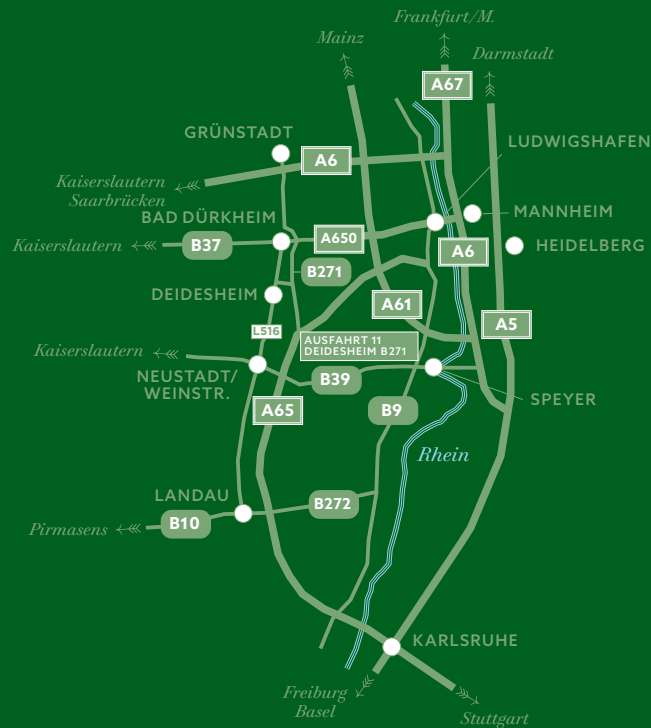 Frankfurt/M.
Mainz
Darmstadt
A67
GRÜNSTADT
LUDWIGSHAFEN
A6
Kaiserslautern
Saarbrücken
MANNHEIM
BAD DÜRKHEIM
A650
Kaiserslautern
B37
HEIDELBERG
A6
B271
DEIDESHEIM
A61
A5
L516
AUSFAHRT 11
DEIDESHEIM B271
Kaiserslautern
NEUSTADT/
WEINSTR.
B39
SPEYER
A65
B9
Rhein
LANDAU
B272
B10
Pirmasens
KARLSRUHE
Freiburg
Basel
Stuttgart